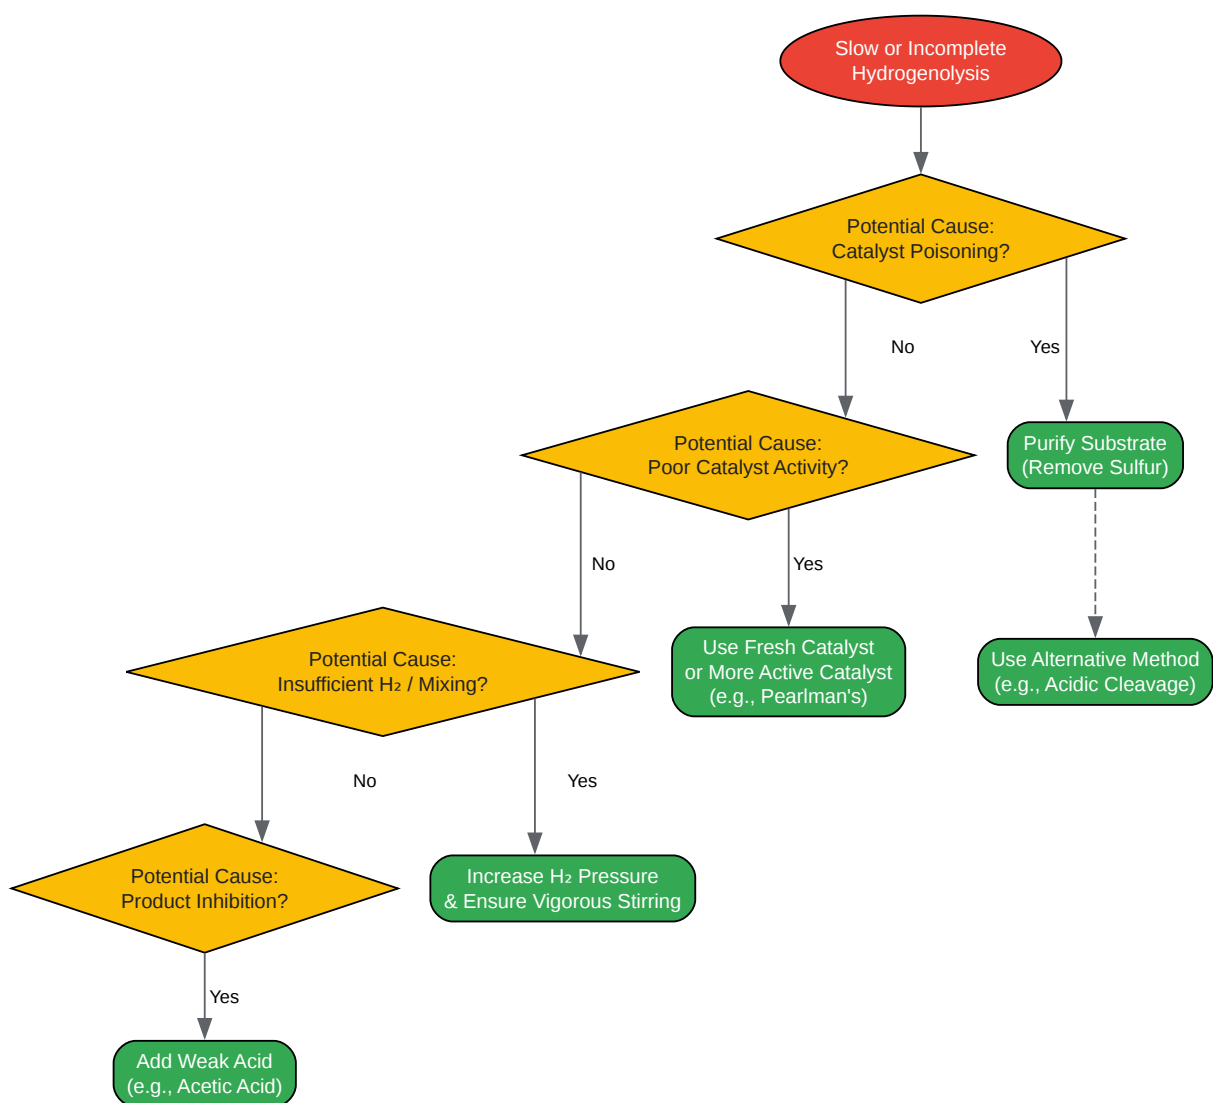 Slow or Incomplete
Hydrogenolysis
Potential Cause:
Catalyst Poisoning?
No
Yes
Potential Cause:
Poor Catalyst Activity?
Purify Substrate
(Remove Sulfur)
No
Yes
Potential Cause:
Insufficient H₂ / Mixing?
Use Fresh Catalyst
or More Active Catalyst
(e.g., Pearlman's)
Use Alternative Method
(e.g., Acidic Cleavage)
No
Yes
Potential Cause:
Product Inhibition?
Increase H₂ Pressure
& Ensure Vigorous Stirring
Yes
Add Weak Acid
(e.g., Acetic Acid)